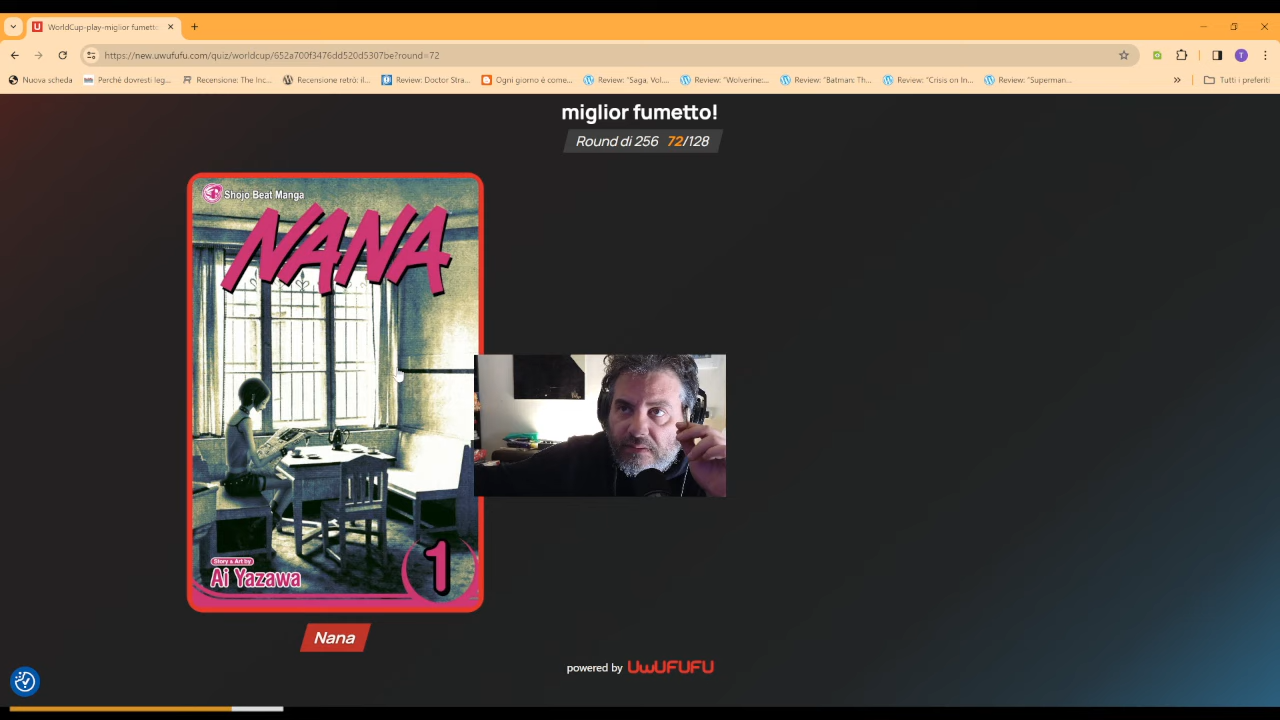 WorldCup-play-miglior fumetto
https://new.uwufufu.com/quiz/worldcup/652a700f3476dd520d5307be?round=72
T
Nuova scheda
Perché dovresti leg...
Recensione: The Inc...
Recensione retrò: il...
Review: Doctor Stra...
Ogni giorno è come...
Review: "Saga, Vol....
Review: "Wolverine:...
Review: "Batman: Th...
Review: "Crisis on In...
Review: "Superman...
»
Tutti i preferiti
miglior fumetto!
Round di 256 72/128
Shojo Beat Manga
NANA
Story & Art by
Ai Yazawa
1
Nana
powered by UwUFUFU